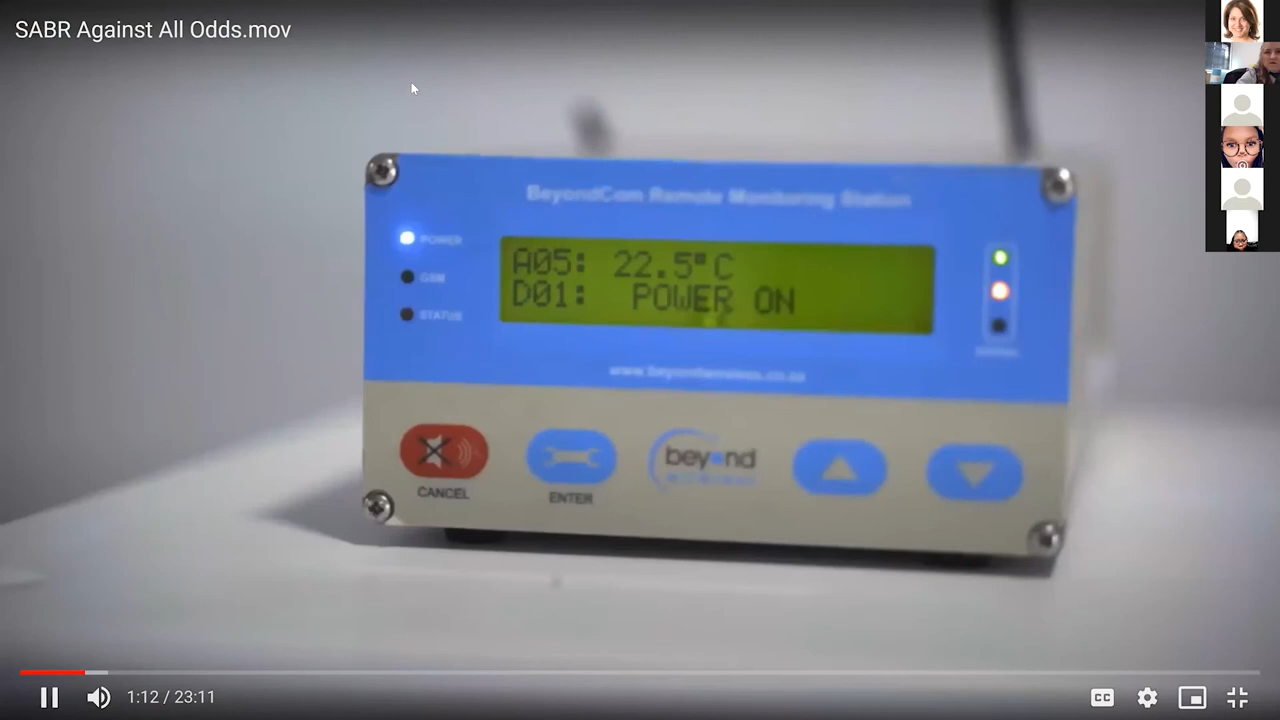 SABR Against All Odds.mov
BeyondCom Remote Monitoring Station
POWER
GSM
STATUS
A05: 22.5°C
D01: POWER ON
CANCEL
ENTER
beyond
1:12 / 23:11
CC